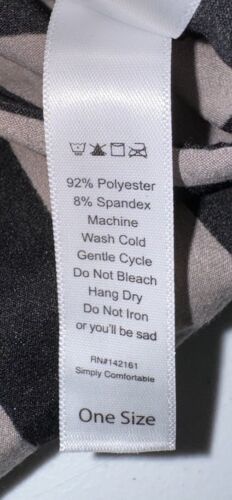 92% Polyester
8% Spandex
Machine
Wash Cold
Gentle Cycle
Do Not Bleach
Hang Dry
Do Not Iron
or you'll be sad
RN#142161
Simply Comfortable
One Size